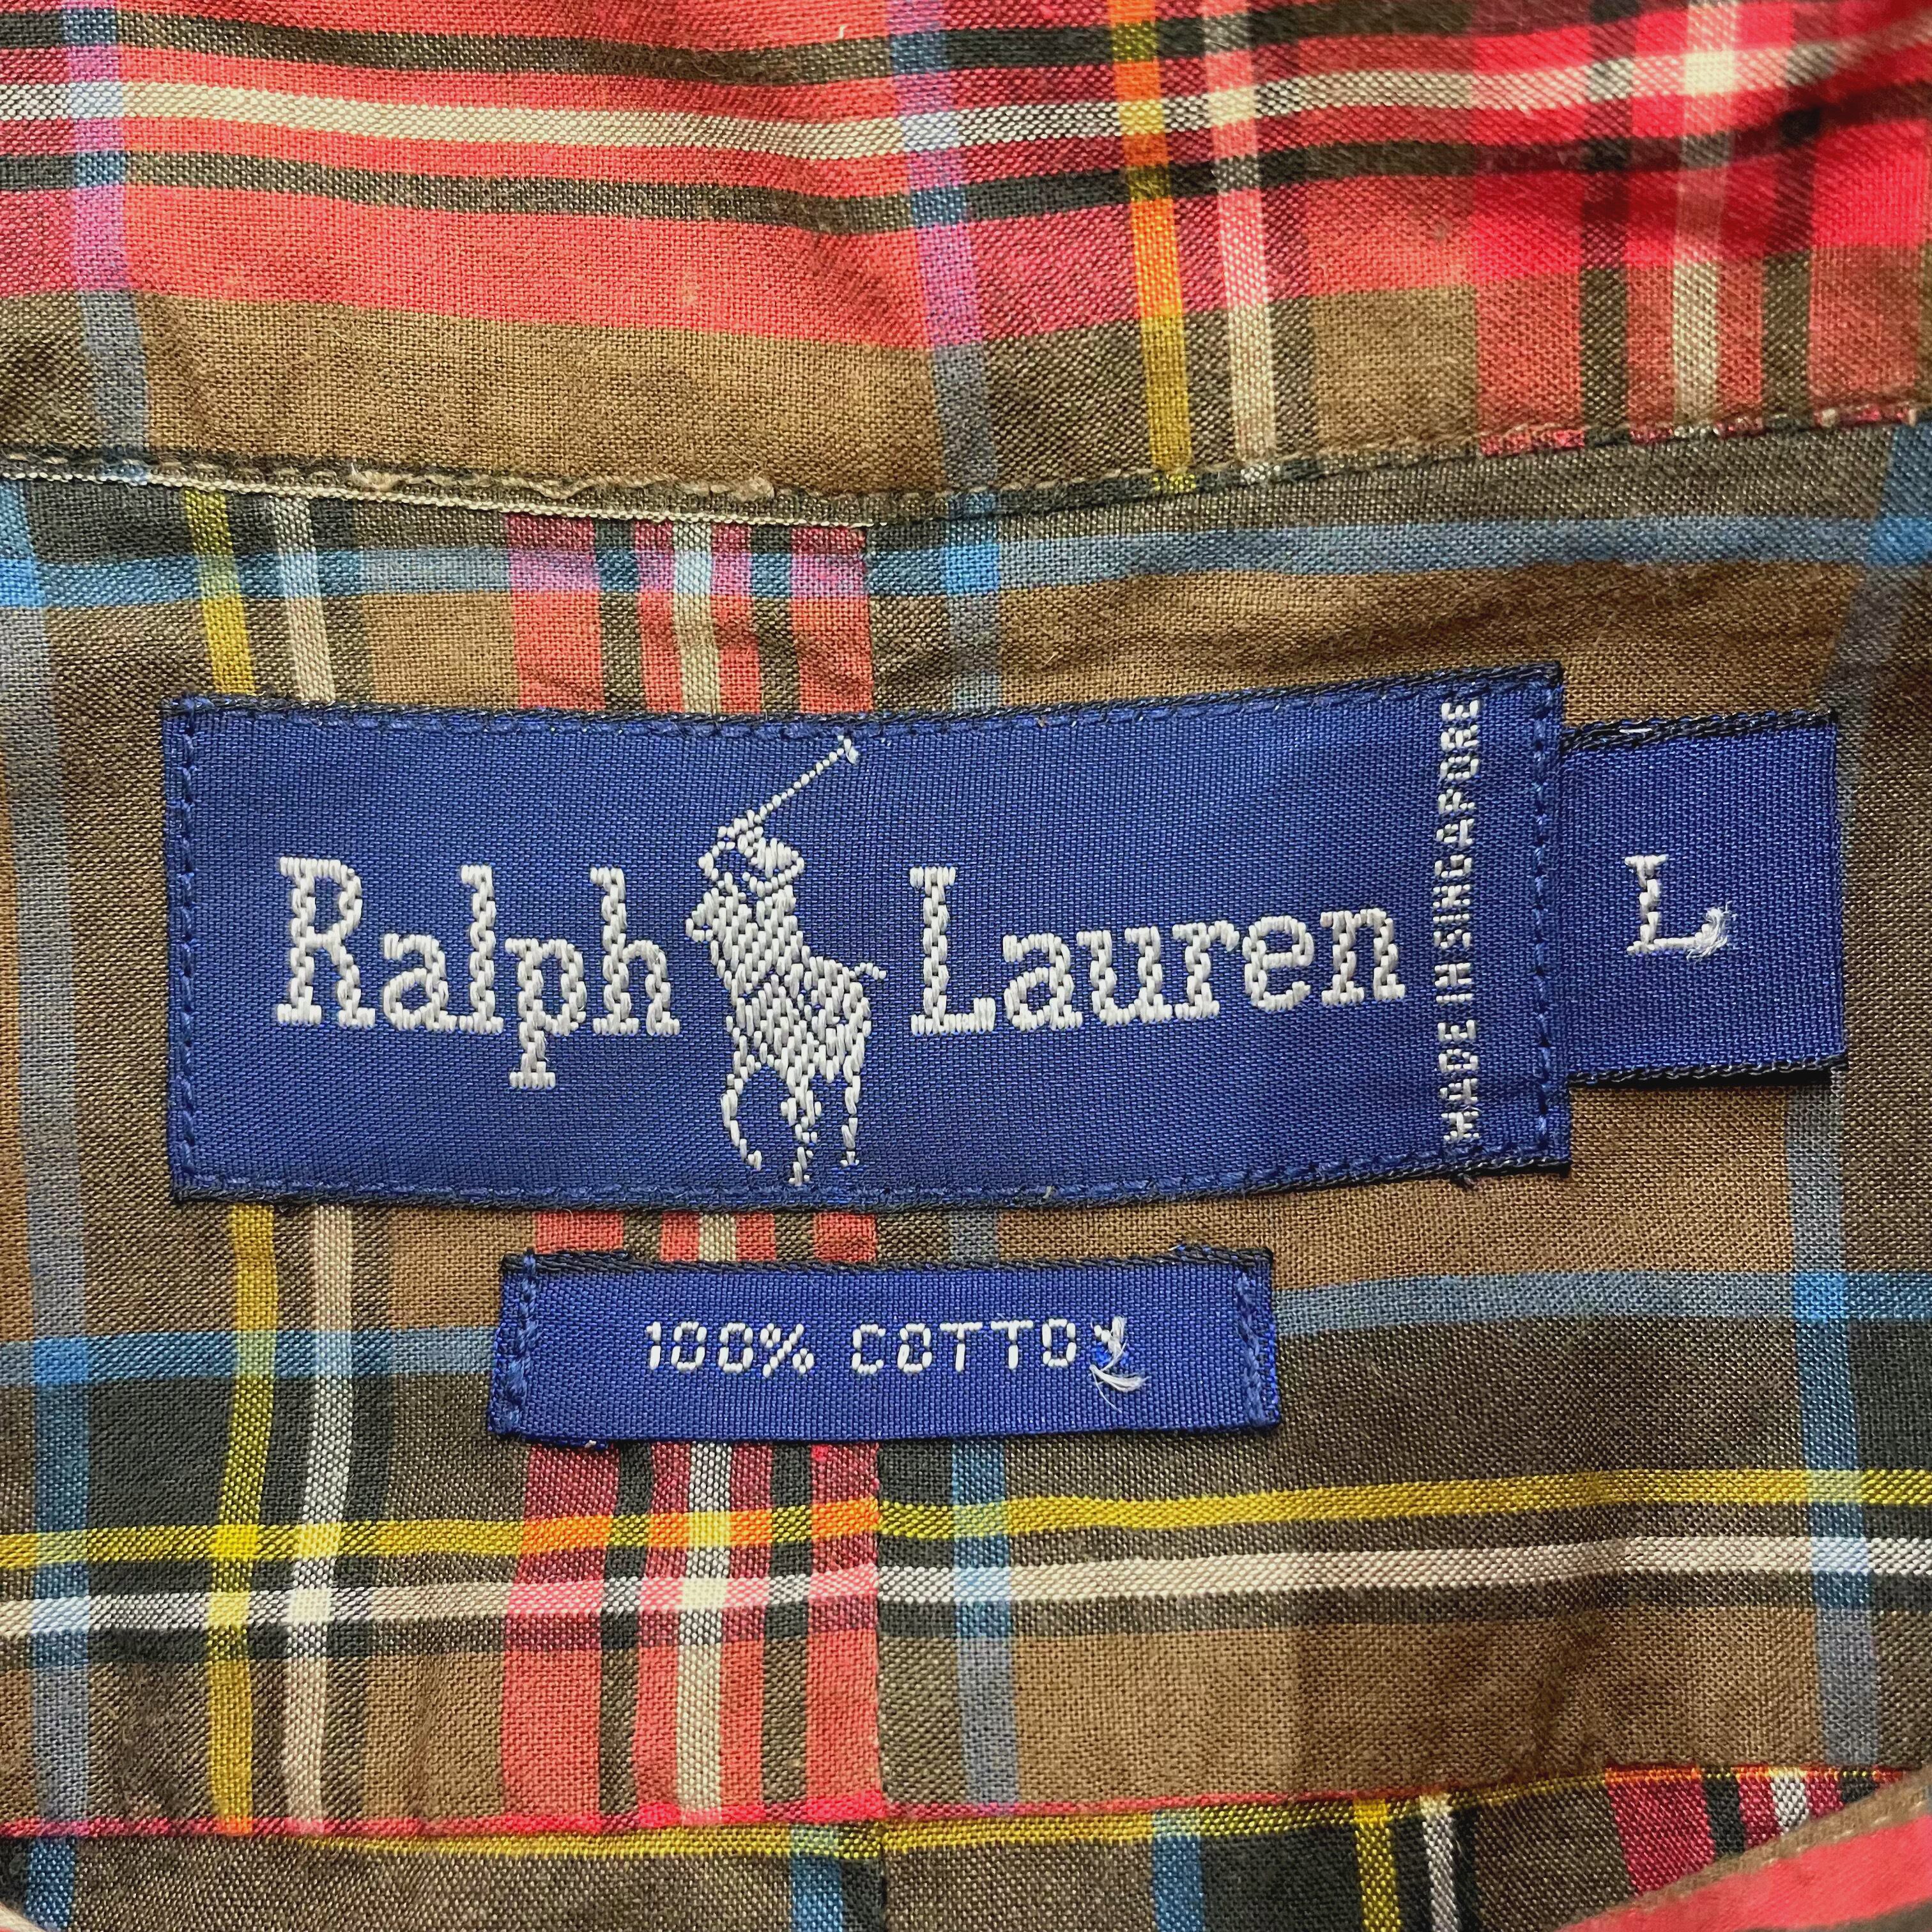 Ralph Lauren
MADE IN SINGAPORE
L
100% COTTON